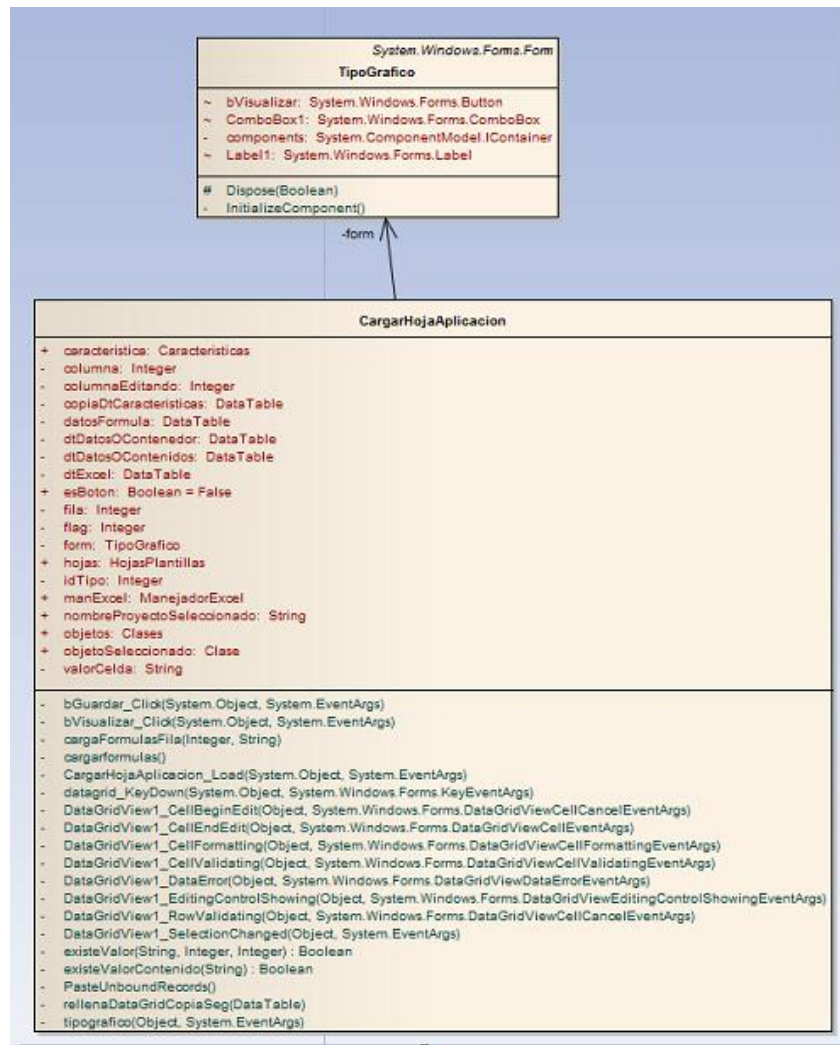 System.Windows.Forms.Form
TipoGrafico
~ bVisualizar: System.Windows.Forms.Button
~ ComboBox1: System.Windows.Forms.ComboBox
- components: System.ComponentModel.IContainer
~ Label1: System.Windows.Forms.Label
# Dispose(Boolean)
- InitializeComponent()
-form
CargarHojaAplicacion
+ caracteristica: Caracteristicas
- columna: Integer
- columnaEditando: Integer
- copiaDtCaracteristicas: DataTable
- datosFormula: DataTable
- dtDatosOContenedor: DataTable
- dtDatosOContenidos: DataTable
- dtExcel: DataTable
+ esBoton: Boolean = False
- fila: Integer
- flag: Integer
- form: TipoGrafico
+ hojas: HojasPlantillas
- idTipo: Integer
+ manExcel: ManejadorExcel
+ nombreProyectoSeleccionado: String
+ objetos: Clases
+ objetoSeleccionado: Clase
- valorCelda: String
- bGuardar_Click(System.Object, System.EventArgs)
- bVisualizar_Click(System.Object, System.EventArgs)
- cargaFormulasFila(Integer, String)
- cargarformulas()
- CargarHojaAplicacion_Load(System.Object, System.EventArgs)
- datagrid_KeyDown(System.Object, System.Windows.Forms.KeyEventArgs)
- DataGridView1_CellBeginEdit(Object, System.Windows.Forms.DataGridViewCellCancelEventArgs)
- DataGridView1_CellEndEdit(Object, System.Windows.Forms.DataGridViewCellEventArgs)
- DataGridView1_CellFormatting(Object, System.Windows.Forms.DataGridViewCellFormattingEventArgs)
- DataGridView1_CellValidating(Object, System.Windows.Forms.DataGridViewCellValidatingEventArgs)
- DataGridView1_DataError(Object, System.Windows.Forms.DataGridViewDataErrorEventArgs)
- DataGridView1_EditingControlShowing(Object, System.Windows.Forms.DataGridViewEditingControlShowingEventArgs)
- DataGridView1_RowValidating(Object, System.Windows.Forms.DataGridViewCellCancelEventArgs)
- DataGridView1_SelectionChanged(Object, System.EventArgs)
- existeValor(String, Integer, Integer) : Boolean
- existeValorContenido(String) : Boolean
- PasteUnboundRecords()
- rellenaDataGridCopiaSeg(DataTable)
- tipografico(Object, System.EventArgs)